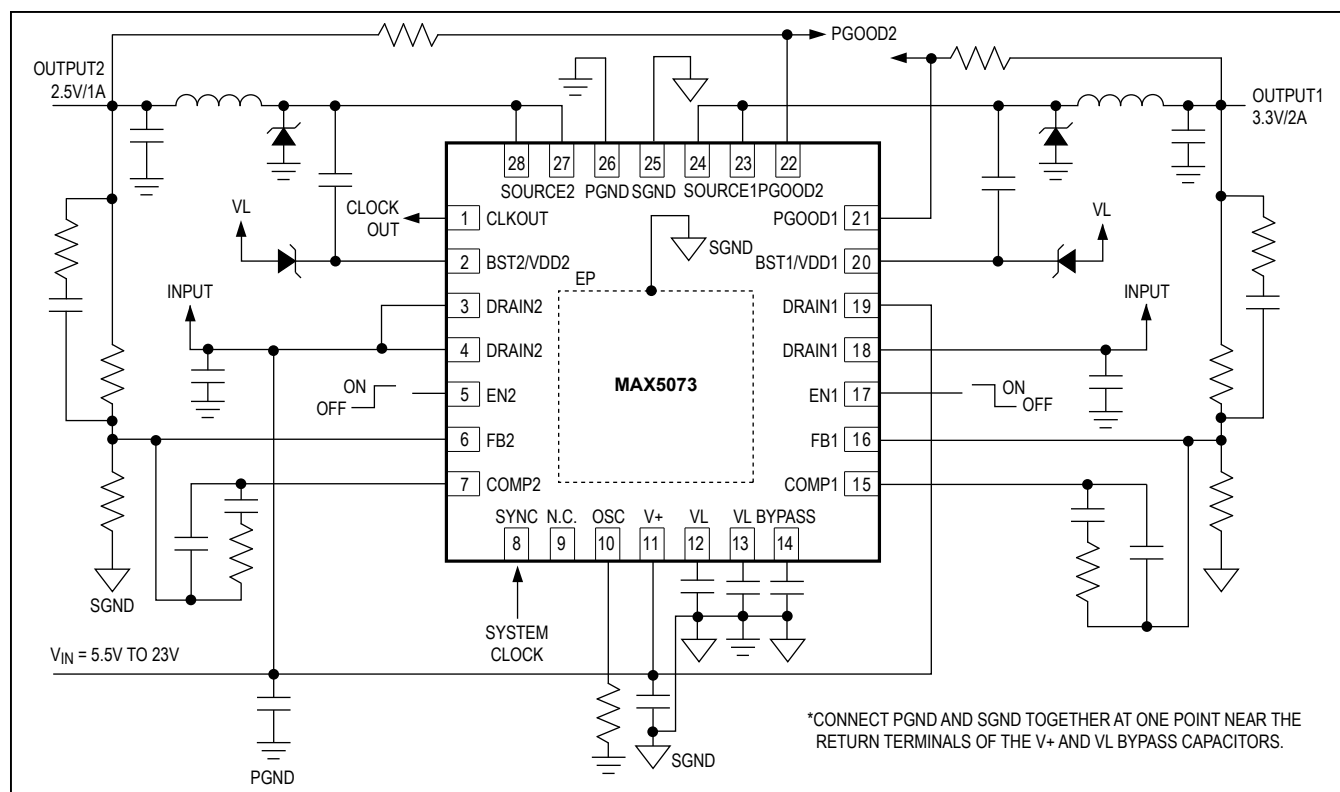 PGOOD2
OUTPUT2
2.5V/1A
OUTPUT1
3.3V/2A
28 27 26 25 24 23 22
SOURCE2 PGND SGND SOURCE1 PGOOD2
CLOCK
OUT
1 CLKOUT
PGOOD1 21
VL
SGND
VL
2 BST2/VDD2
BST1/VDD1 20
EP
INPUT
3 DRAIN2
DRAIN1 19
INPUT
4 DRAIN2
DRAIN1 18
MAX5073
ON
OFF
5 EN2
EN1 17
ON
OFF
6 FB2
FB1 16
7 COMP2
COMP1 15
SYNC N.C. OSC V+ VL VL BYPASS
8 9 10 11 12 13 14
SGND
SYSTEM
CLOCK
VIN = 5.5V TO 23V
PGND
SGND
*CONNECT PGND AND SGND TOGETHER AT ONE POINT NEAR THE
RETURN TERMINALS OF THE V+ AND VL BYPASS CAPACITORS.